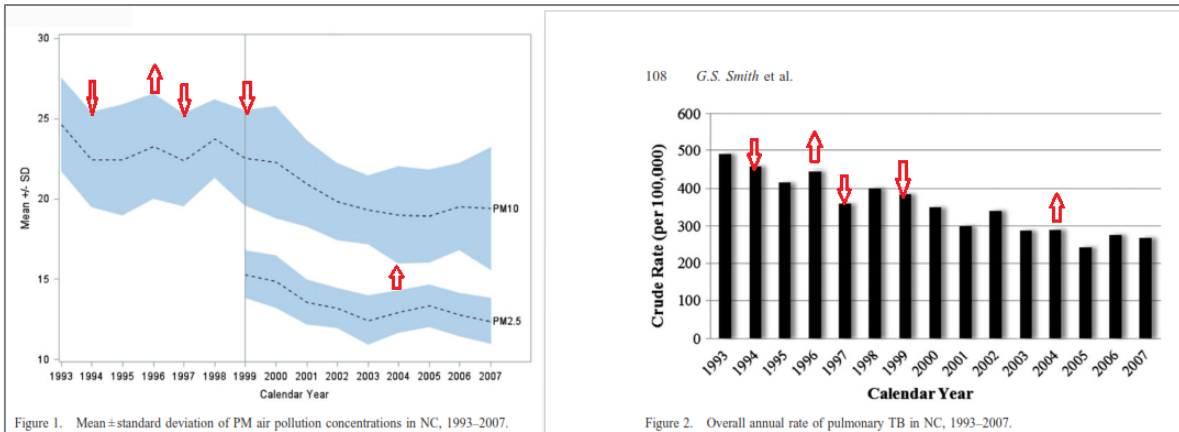 30
25
20
15
10
Mean +/- SD
PM10
PM2.5
1993 1994 1995 1996 1997 1998 1999 2000 2001 2002 2003 2004 2005 2006 2007
Calendar Year
Figure 1. Mean±standard deviation of PM air pollution concentrations in NC, 1993–2007.
108 G.S. Smith et al.
600
500
400
300
200
100
0
Crude Rate (per 100,000)
1993 1994 1995 1996 1997 1998 1999 2000 2001 2002 2003 2004 2005 2006 2007
Calendar Year
Figure 2. Overall annual rate of pulmonary TB in NC, 1993–2007.